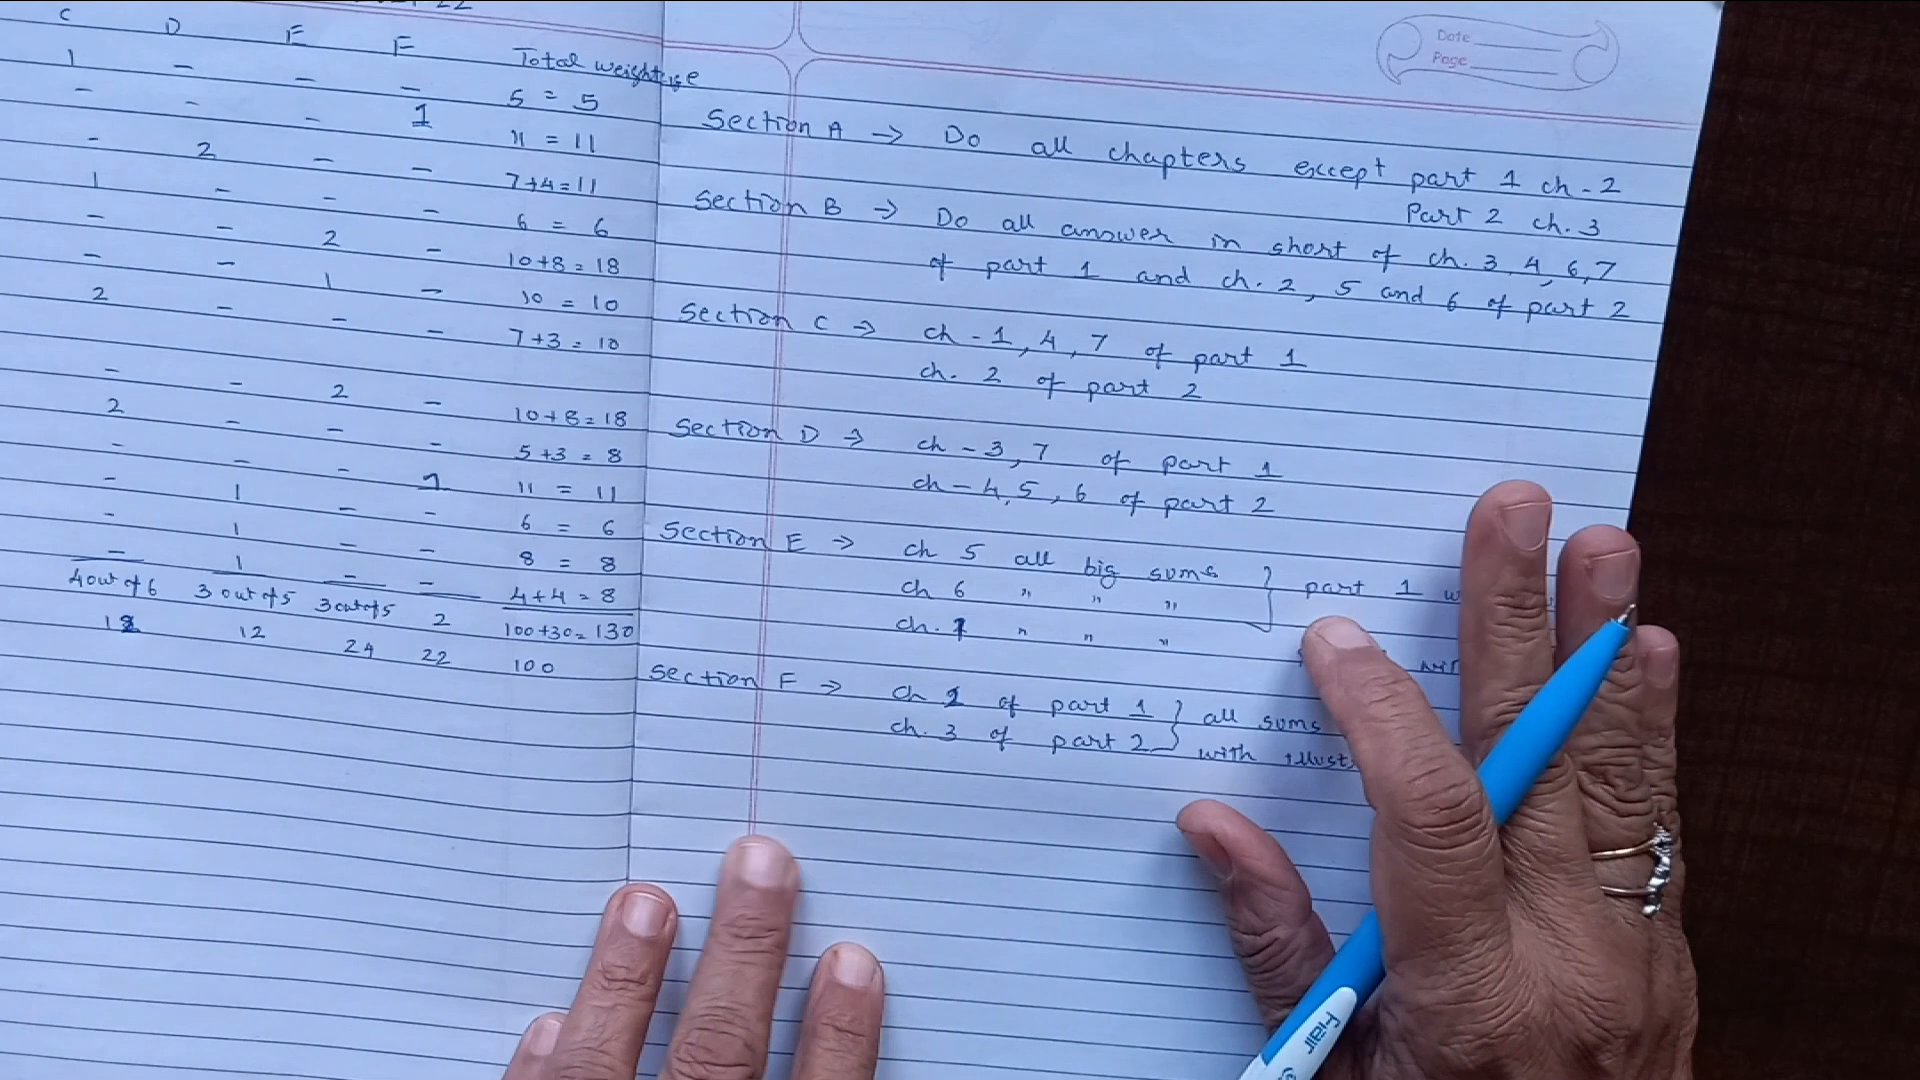 22
C D E F Total weightage
1 - - - 5 = 5
- - - 1 11 = 11
- 2 - - 7+4=11
1 - - - 6 = 6
- - 2 - 10+8=18
- - 1 - 10 = 10
2 - - - 7+3=10
- - 2 - 10+8=18
2 - - - 5+3=8
- - - 1 11 = 11
- 1 - - 6 = 6
- 1 - - 8 = 8
- 1 - - 4+4=8
4 out of 6 3 out of 5 3 out of 5 2 100+30=130
12 24 22 100
Date
Page
Section A → Do all chapters except part 1 ch-2
Part 2 ch.3
Section B → Do all answer in short of ch. 3, 4, 6, 7
of part 1 and ch. 2, 5 and 6 of part 2
Section C → ch-1, 4, 7 of part 1
ch. 2 of part 2
Section D → ch-3, 7 of part 1
ch-4, 5, 6 of part 2
Section E → ch 5 all big sums } part 1
ch 6 " " "
ch. " " "
Section F → ch 2 of part 1 } all sums
ch. 3 of part 2 } with
Flair